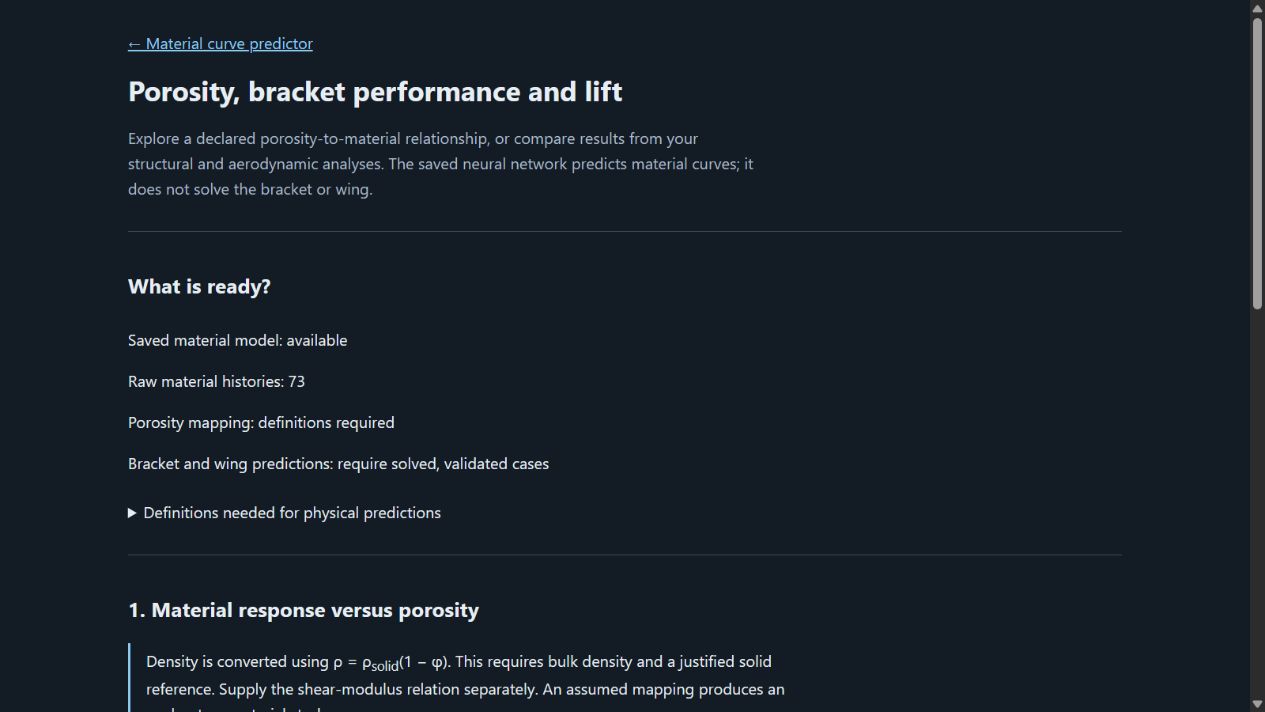 ← Material curve predictor
Porosity, bracket performance and lift
Explore a declared porosity-to-material relationship, or compare results from your
structural and aerodynamic analyses. The saved neural network predicts material curves; it
does not solve the bracket or wing.
What is ready?
Saved material model: available
Raw material histories: 73
Porosity mapping: definitions required
Bracket and wing predictions: require solved, validated cases
▶ Definitions needed for physical predictions
1. Material response versus porosity
Density is converted using ρ = ρsolid(1 − φ). This requires bulk density and a justified solid
reference. Supply the shear-modulus relation separately. An assumed mapping produces an